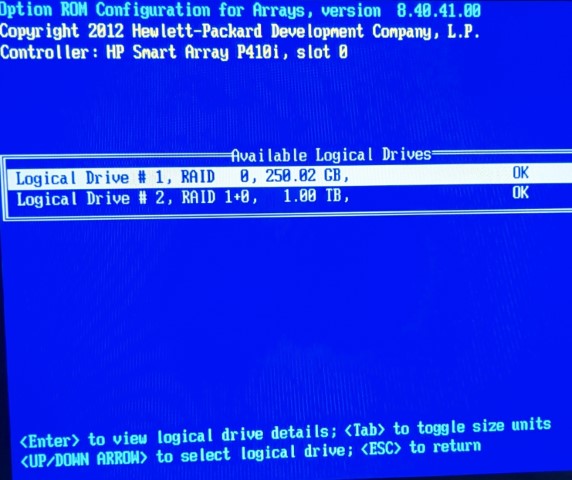 Option ROM Configuration for Arrays, version 8.40.41.00
Copyright 2012 Hewlett-Packard Development Company, L.P.
Controller: HP Smart Array P410i, slot 0
Available Logical Drives
Logical Drive # 1, RAID 0, 250.02 GB, OK
Logical Drive # 2, RAID 1+0, 1.00 TB, OK
<Enter> to view logical drive details; <Tab> to toggle size units
<UP/DOWN ARROW> to select logical drive; <ESC> to return